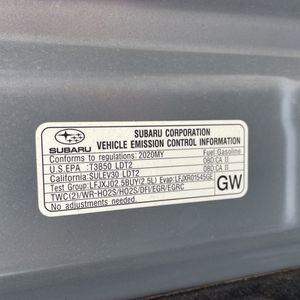 SUBARU CORPORATION
VEHICLE EMISSION CONTROL INFORMATION
SUBARU
Conforms to regulations:2020MY Fuel:Gasoline
U.S.EPA :T3B50 LDT2 OBD:CA II
California:SULEV30 LDT2 OBD:CA II
Test Group:LFJXJ02.5BUY(2.5L) Evap:LFJXR0154SGE
TWC(2)/WR-HO2S/HO2S/DFI/EGR/EGRC
No adjustments needed.
GW